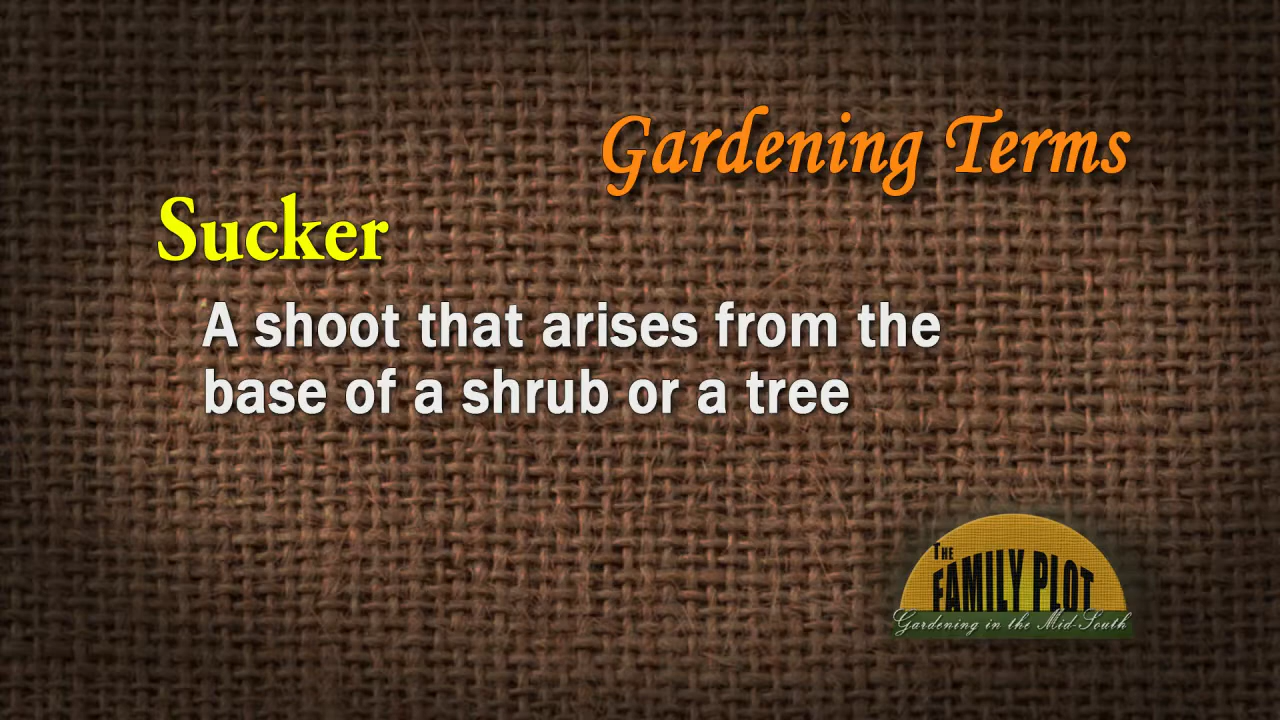 Gardening Terms
Sucker
A shoot that arises from the
base of a shrub or a tree
THE
FAMILY PLOT
Gardening in the Mid-South